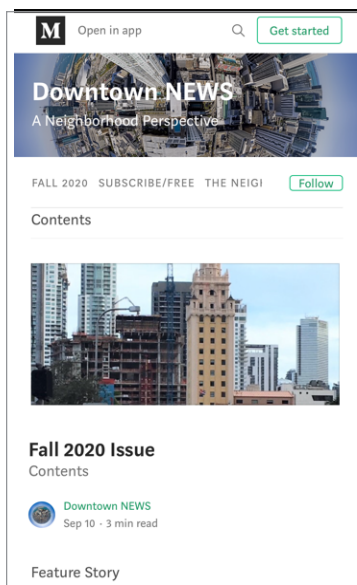 M Open in app Get started
Downtown NEWS
A Neighborhood Perspective
FALL 2020 SUBSCRIBE/FREE THE NEIGI Follow
Contents
Fall 2020 Issue
Contents
Downtown NEWS
Sep 10 · 3 min read
Feature Story